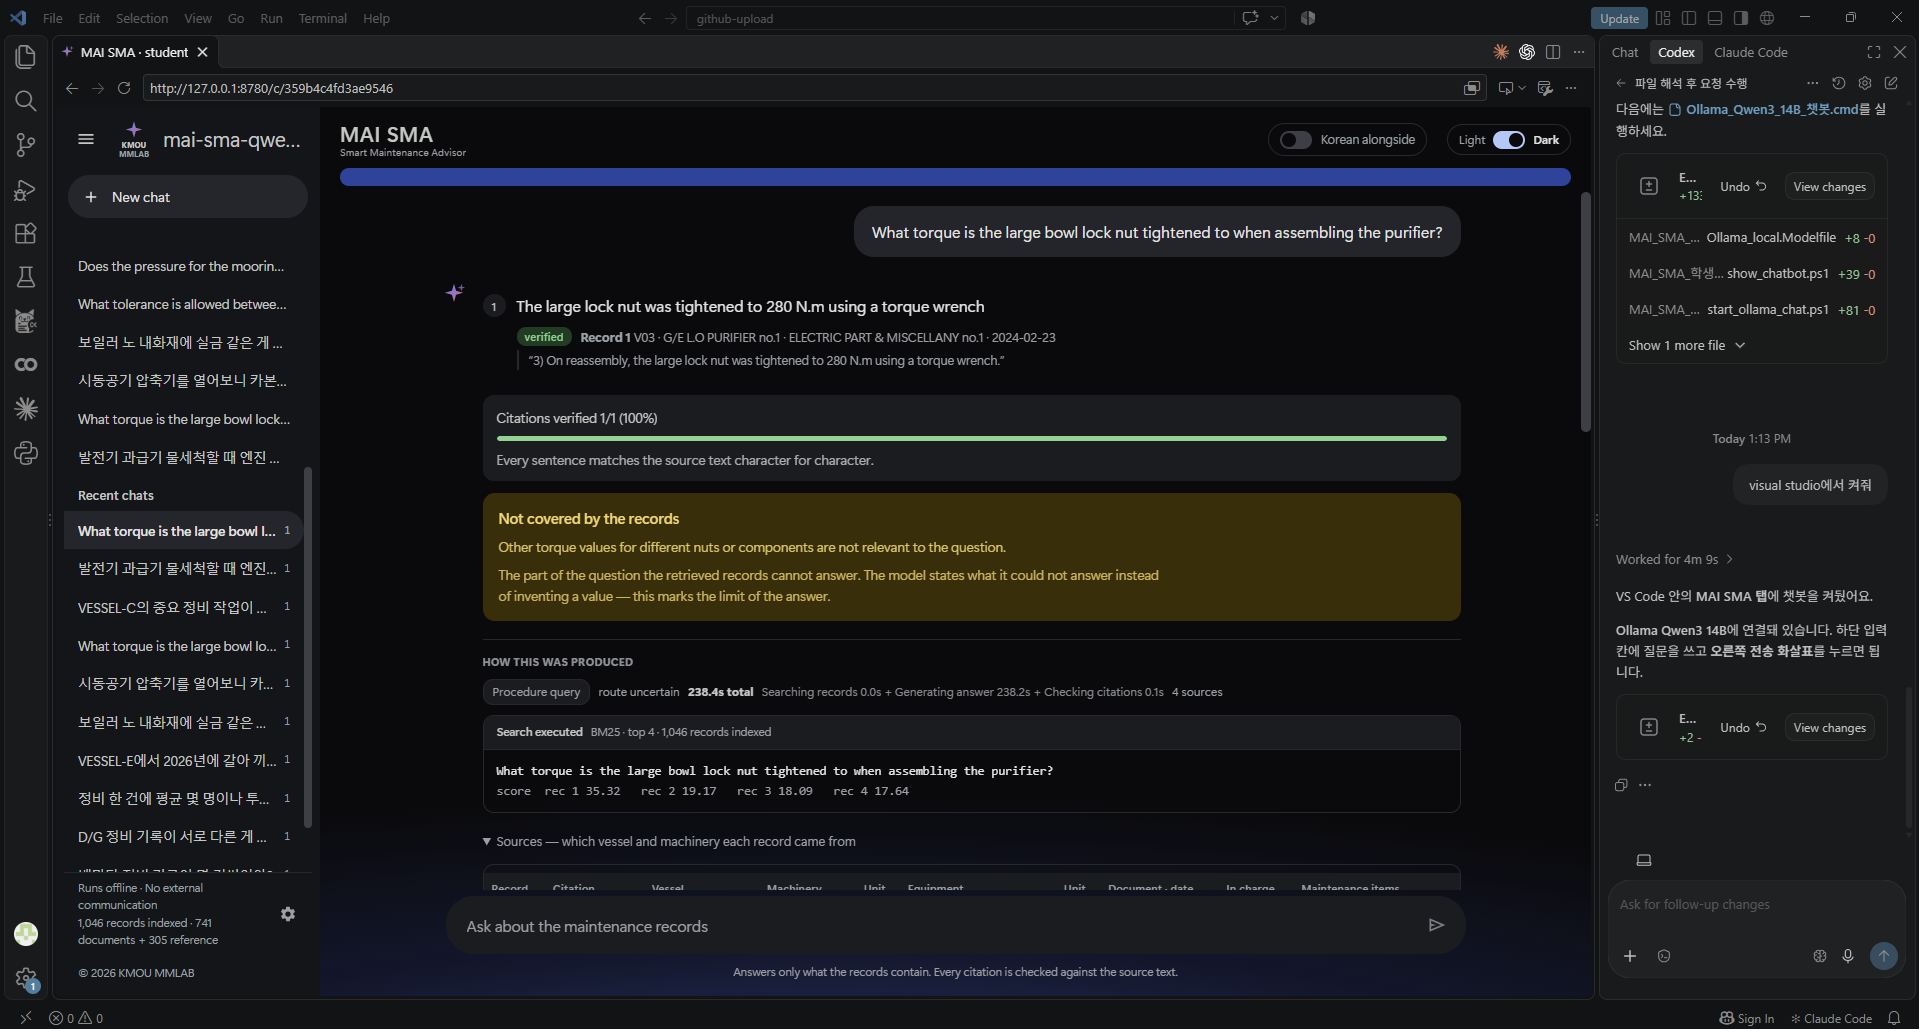 File Edit Selection View Go Run Terminal Help
github-upload
Update
MAI SMA · student
http://127.0.0.1:8780/c/359b4c4fd3ae9546
KMOU
MMLAB
mai-sma-qwe...
New chat
Does the pressure for the moorin...
What tolerance is allowed betwee...
보일러 노 내화재에 실금 같은 게 ...
시동공기 압축기를 열어보니 카본...
What torque is the large bowl lock...
발전기 과급기 물세척할 때 엔진 ...
Recent chats
What torque is the large bowl l... 1
발전기 과급기 물세척할 때 엔진... 1
VESSEL-C의 중요 정비 작업이 ... 1
What torque is the large bowl lo... 1
시동공기 압축기를 열어보니 카... 1
보일러 노 내화재에 실금 같은 ... 1
VESSEL-E에서 2026년에 갈아 끼... 1
정비 한 건에 평균 몇 명이나 투... 1
D/G 정비 기록이 서로 다른 게 ... 1
Runs offline · No external
communication
1,046 records indexed · 741
documents + 305 reference
© 2026 KMOU MMLAB
MAI SMA
Smart Maintenance Advisor
Korean alongside
Light Dark
What torque is the large bowl lock nut tightened to when assembling the purifier?
1 The large lock nut was tightened to 280 N.m using a torque wrench
verified Record 1 V03 · G/E L.O PURIFIER no.1 · ELECTRIC PART & MISCELLANY no.1 · 2024-02-23
“3) On reassembly, the large lock nut was tightened to 280 N.m using a torque wrench.”
Citations verified 1/1 (100%)
Every sentence matches the source text character for character.
Not covered by the records
Other torque values for different nuts or components are not relevant to the question.
The part of the question the retrieved records cannot answer. The model states what it could not answer instead
of inventing a value — this marks the limit of the answer.
HOW THIS WAS PRODUCED
Procedure query route uncertain 238.4s total Searching records 0.0s + Generating answer 238.2s + Checking citations 0.1s 4 sources
Search executed BM25 · top 4 · 1,046 records indexed
What torque is the large bowl lock nut tightened to when assembling the purifier?
score rec 1 35.32 rec 2 19.17 rec 3 18.09 rec 4 17.64
▼ Sources — which vessel and machinery each record came from
Record Citation Vessel Machinery Unit Equipment Unit Document · date In charge Maintenance items
Ask about the maintenance records
Answers only what the records contain. Every citation is checked against the source text.
Chat Codex Claude Code
파일 해석 후 요청 수행
다음에는 Ollama_Qwen3_14B_챗봇.cmd를 실
행하세요.
E...
Undo View changes
MAI_SMA_... Ollama_local.Modelfile +8 -0
MAI_SMA_학생... show_chatbot.ps1 +39 -0
MAI_SMA_... start_ollama_chat.ps1 +81 -0
Show 1 more file
Today 1:13 PM
visual studio에서 켜줘
Worked for 4m 9s
VS Code 안의 MAI SMA 탭에 챗봇을 켜뒀어요.
Ollama Qwen3 14B에 연결돼 있습니다. 하단 입력
칸에 질문을 쓰고 오른쪽 전송 화살표를 누르면 됩
니다.
E...
+2 -
Undo View changes
Ask for follow-up changes
1
0 0
Sign In Claude Code